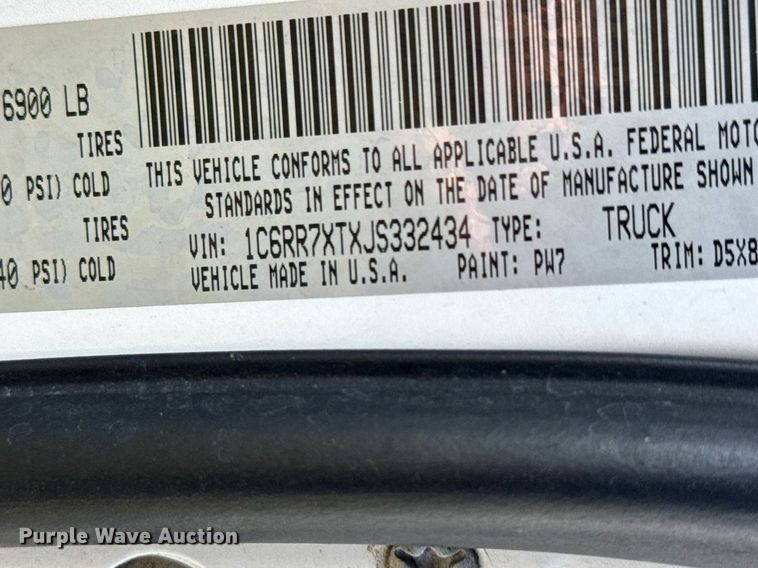 6900 LB
TIRES
0 PSI) COLD
THIS VEHICLE CONFORMS TO ALL APPLICABLE U.S.A. FEDERAL MOTO
STANDARDS IN EFFECT ON THE DATE OF MANUFACTURE SHOWN
TIRES
VIN: 1C6RR7XTXJS332434 TYPE: TRUCK
40 PSI) COLD
VEHICLE MADE IN U.S.A. PAINT: PW7 TRIM: D5X8
Purple Wave Auction